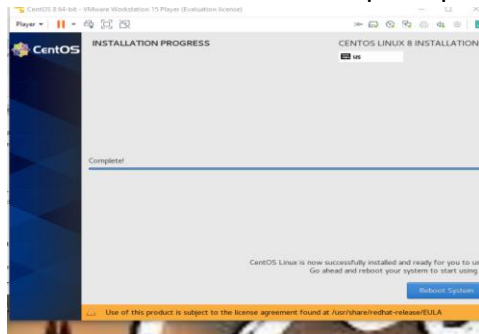 CentOS 8 64-bit - VMware Workstation 15 Player (Evaluation license)
Player
CentOS
INSTALLATION PROGRESS
CENTOS LINUX 8 INSTALLATION
us
Complete!
CentOS Linux is now successfully installed and ready for you to us
Go ahead and reboot your system to start using
Reboot System
Use of this product is subject to the license agreement found at /usr/share/redhat-release/EULA